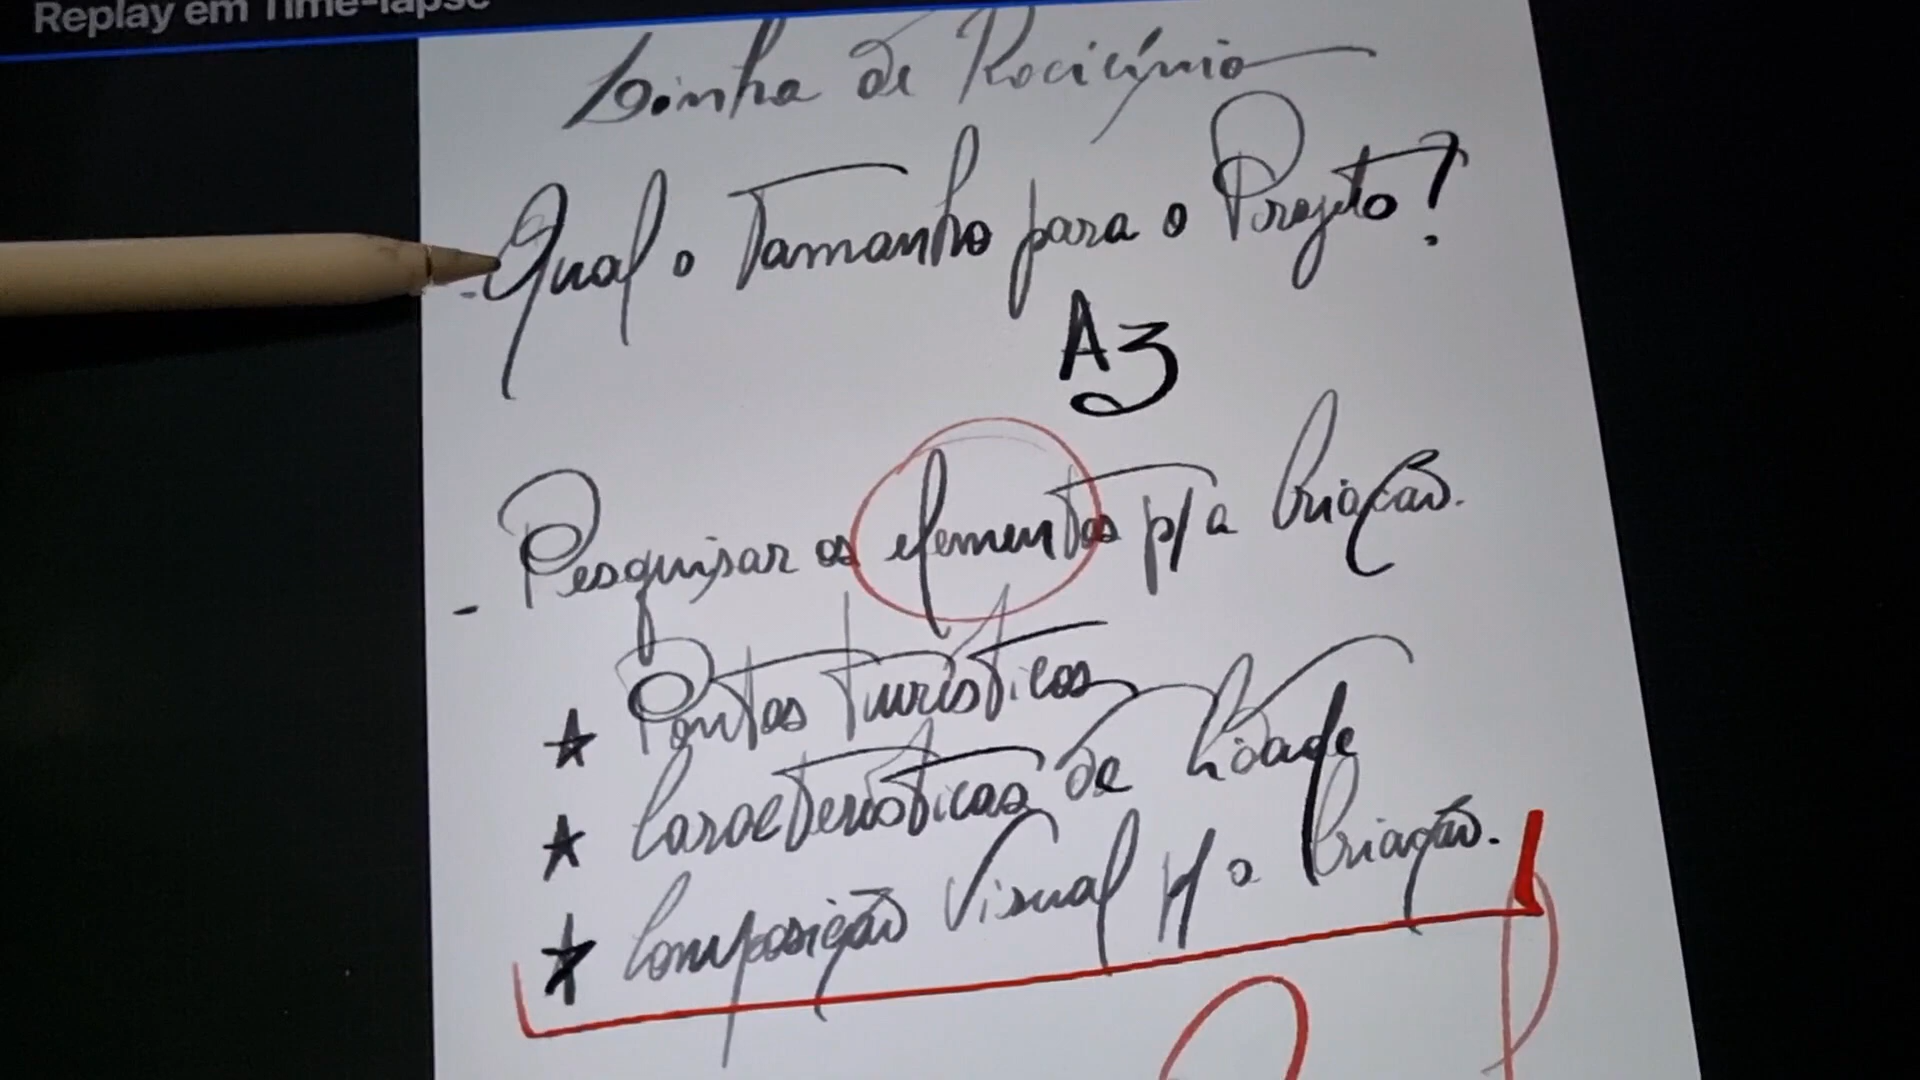 Replay em Time-lapse
Linha de Racicínio
- Qual o Tamanho para o Projeto?
A3
- Pesquisar os elementos p/ a Criação.
★ Pontos Turísticos
★ Características da Cidade
★ Composição Visual p/ a Criação.